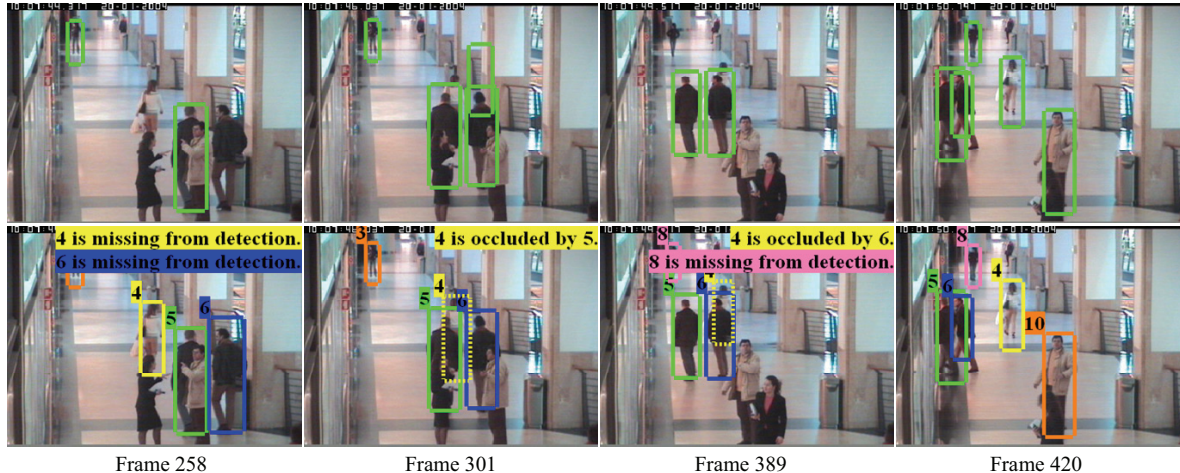 4 is missing from detection.
6 is missing from detection.
4
5
6
3
4 is occluded by 5.
4
5
6
4 is occluded by 6.
8
8 is missing from detection.
5
6
8
5
6
4
10
Frame 258
Frame 301
Frame 389
Frame 420